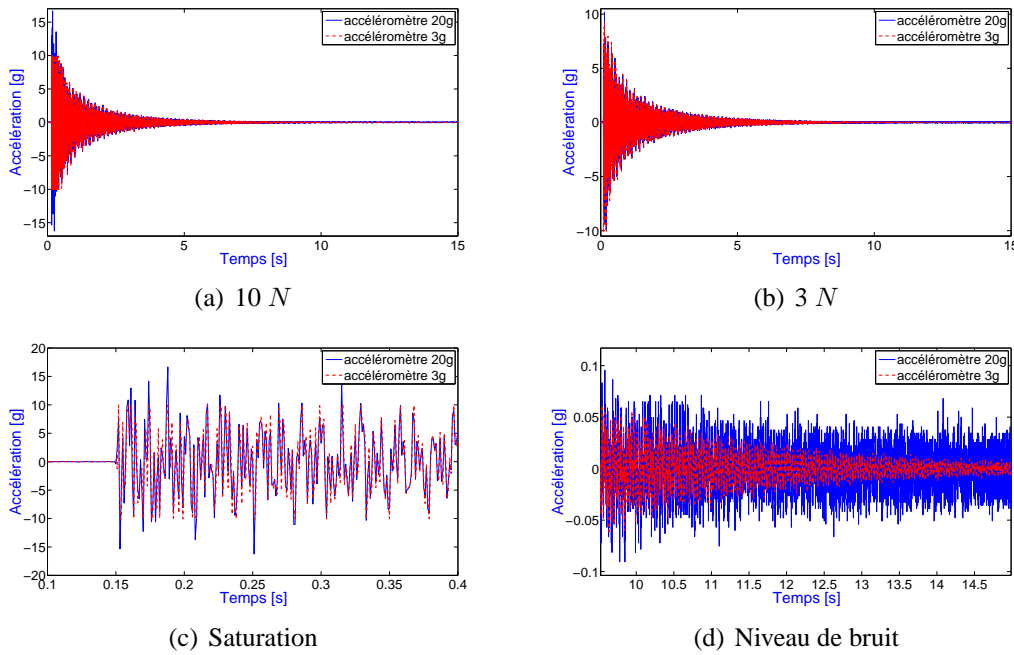 accéléromètre 20g
accéléromètre 3g
15
10
5
0
−5
−10
−15
Accélération [g]
0 5 10 15
Temps [s]
(a) 10 N
accéléromètre 20g
accéléromètre 3g
10
5
0
−5
−10
Accélération [g]
0 5 10 15
Temps [s]
(b) 3 N
accéléromètre 20g
accéléromètre 3g
20
15
10
5
0
−5
−10
−15
−20
Accélération [g]
0.1 0.15 0.2 0.25 0.3 0.35 0.4
Temps [s]
(c) Saturation
accéléromètre 20g
accéléromètre 3g
0.1
0.05
0
−0.05
−0.1
Accélération [g]
10 10.5 11 11.5 12 12.5 13 13.5 14 14.5
Temps [s]
(d) Niveau de bruit